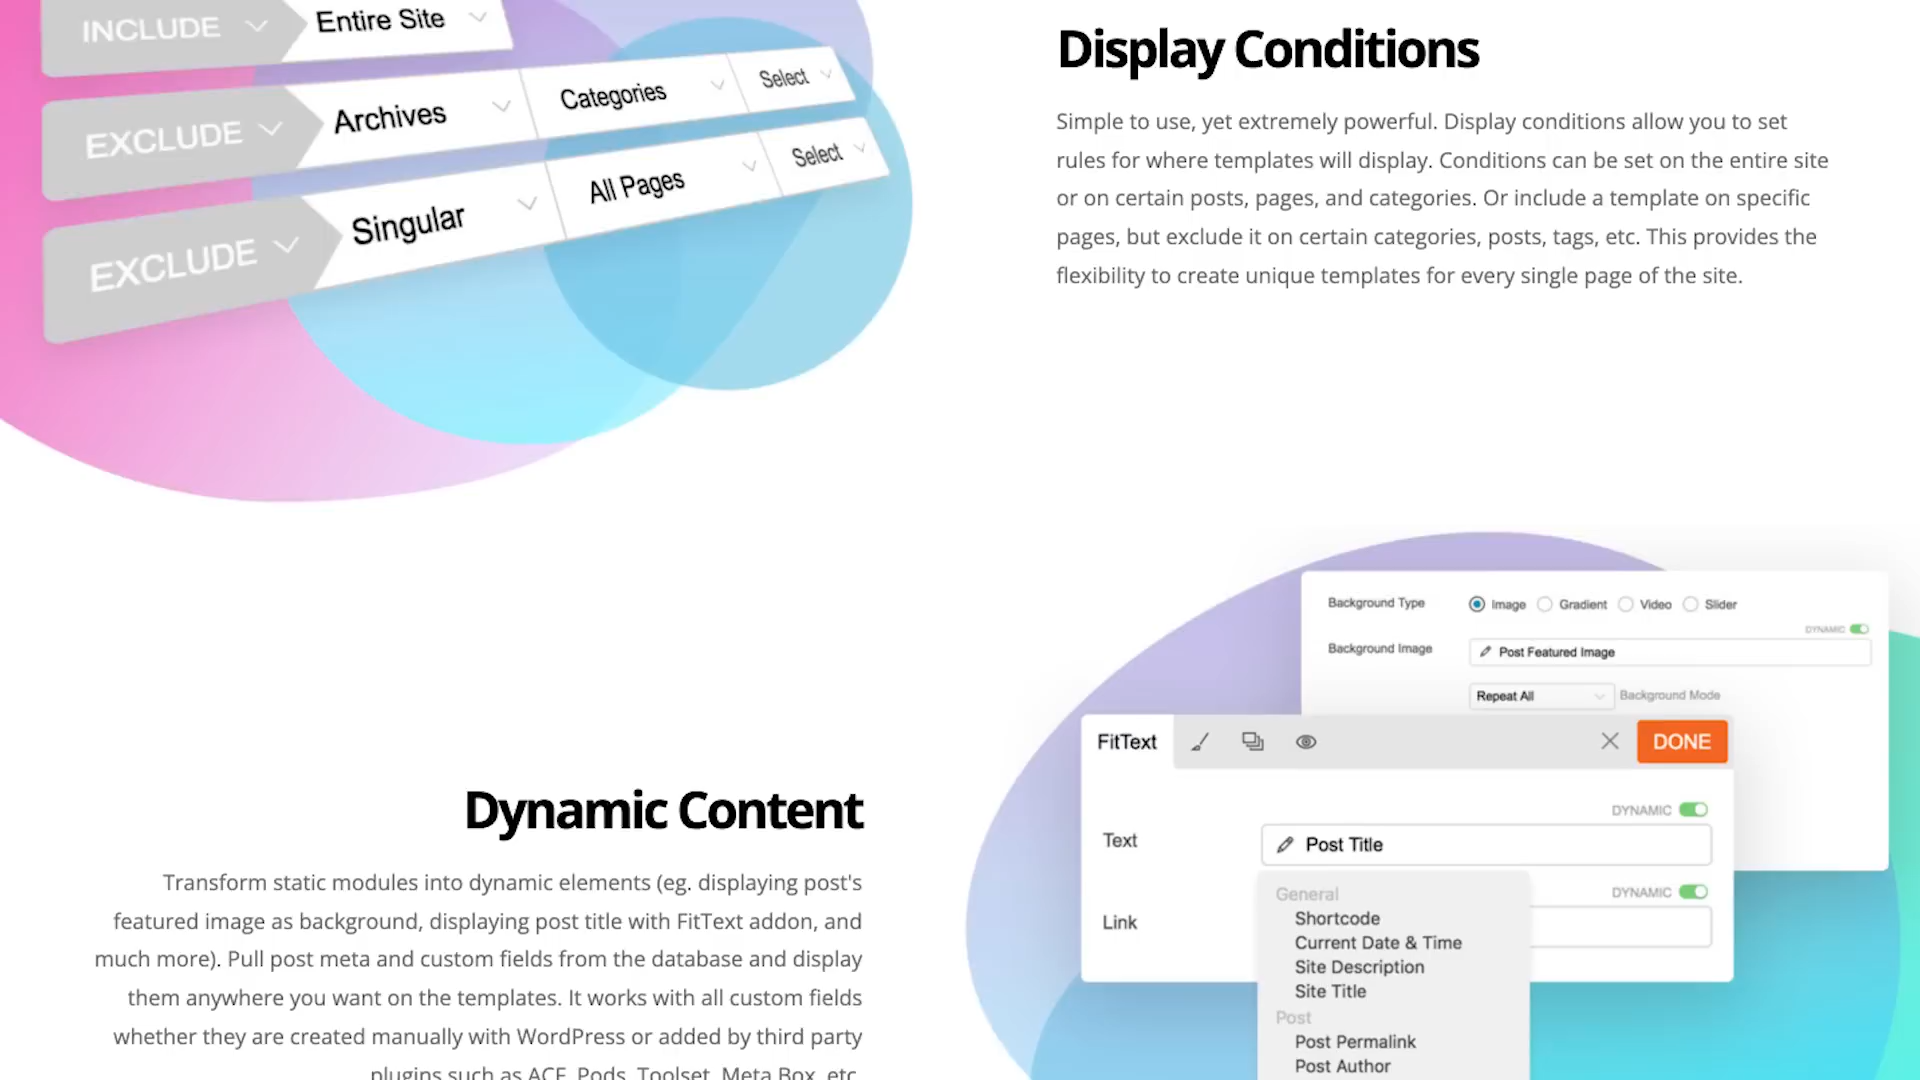 INCLUDE Entire Site
EXCLUDE Archives Categories Select
EXCLUDE Singular All Pages Select
Display Conditions
Simple to use, yet extremely powerful. Display conditions allow you to set
rules for where templates will display. Conditions can be set on the entire site
or on certain posts, pages, and categories. Or include a template on specific
pages, but exclude it on certain categories, posts, tags, etc. This provides the
flexibility to create unique templates for every single page of the site.
Dynamic Content
Transform static modules into dynamic elements (eg. displaying post's
featured image as background, displaying post title with FitText addon, and
much more). Pull post meta and custom fields from the database and display
them anywhere you want on the templates. It works with all custom fields
whether they are created manually with WordPress or added by third party
plugins such as ACF, Pods, Toolset, Meta Box, etc.
Background Type Image Gradient Video Slider
DYNAMIC
Background Image Post Featured Image
Repeat All Background Mode
FitText DONE
DYNAMIC
Text Post Title
DYNAMIC
Link
General
Shortcode
Current Date & Time
Site Description
Site Title
Post
Post Permalink
Post Author